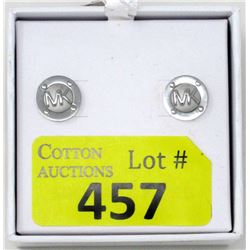 MK MK
COTTON Lot #
AUCTIONS
457